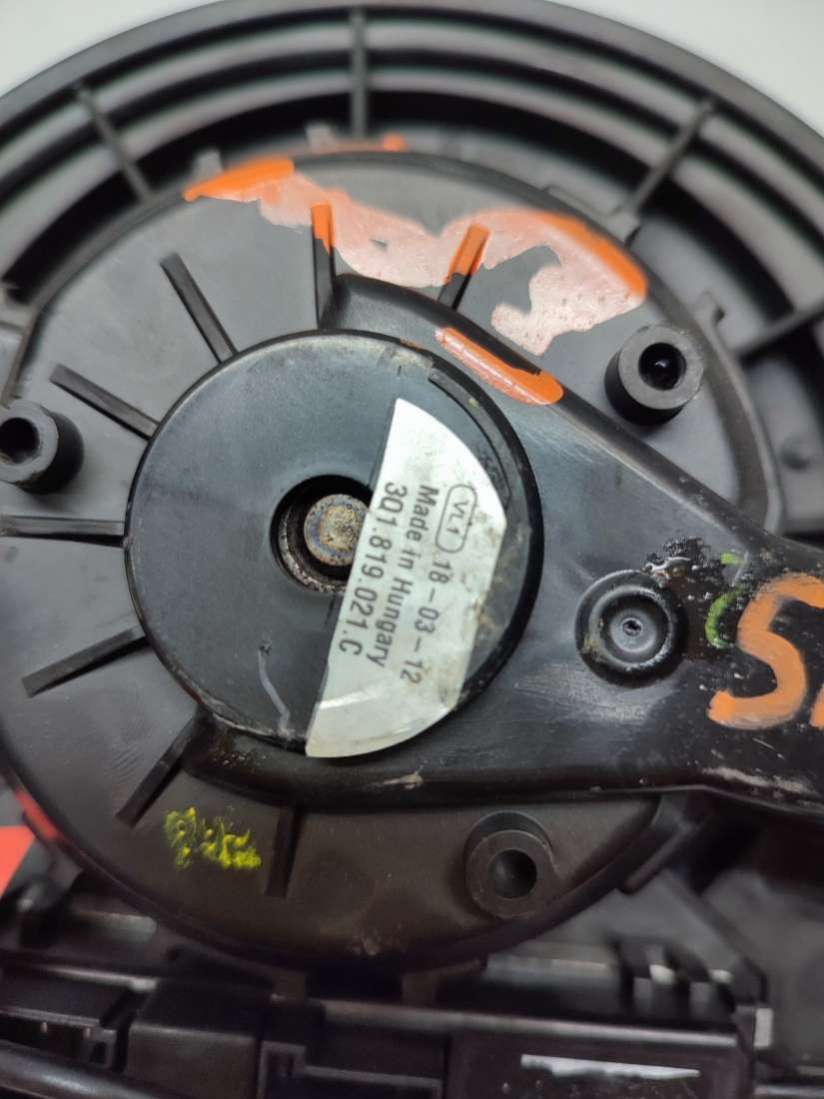 VL1 18-03-12
Made in Hungary
3Q1.819.021.C